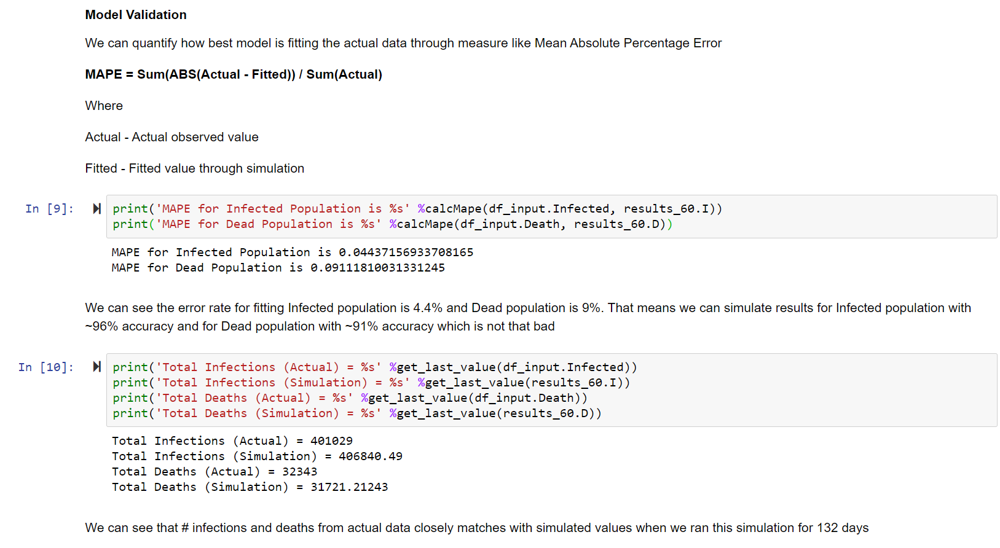 Model Validation
We can quantify how best model is fitting the actual data through measure like Mean Absolute Percentage Error
MAPE = Sum(ABS(Actual - Fitted)) / Sum(Actual)
Where
Actual - Actual observed value
Fitted - Fitted value through simulation
In [9]:
print('MAPE for Infected Population is %s' %calcMape(df_input.Infected, results_60.I))
print('MAPE for Dead Population is %s' %calcMape(df_input.Death, results_60.D))
MAPE for Infected Population is 0.04437156933708165
MAPE for Dead Population is 0.09111810031331245
We can see the error rate for fitting Infected population is 4.4% and Dead population is 9%. That means we can simulate results for Infected population with
~96% accuracy and for Dead population with ~91% accuracy which is not that bad
In [10]:
print('Total Infections (Actual) = %s' %get_last_value(df_input.Infected))
print('Total Infections (Simulation) = %s' %get_last_value(results_60.I))
print('Total Deaths (Actual) = %s' %get_last_value(df_input.Death))
print('Total Deaths (Simulation) = %s' %get_last_value(results_60.D))
Total Infections (Actual) = 401029
Total Infections (Simulation) = 406840.49
Total Deaths (Actual) = 32343
Total Deaths (Simulation) = 31721.21243
We can see that # infections and deaths from actual data closely matches with simulated values when we ran this simulation for 132 days